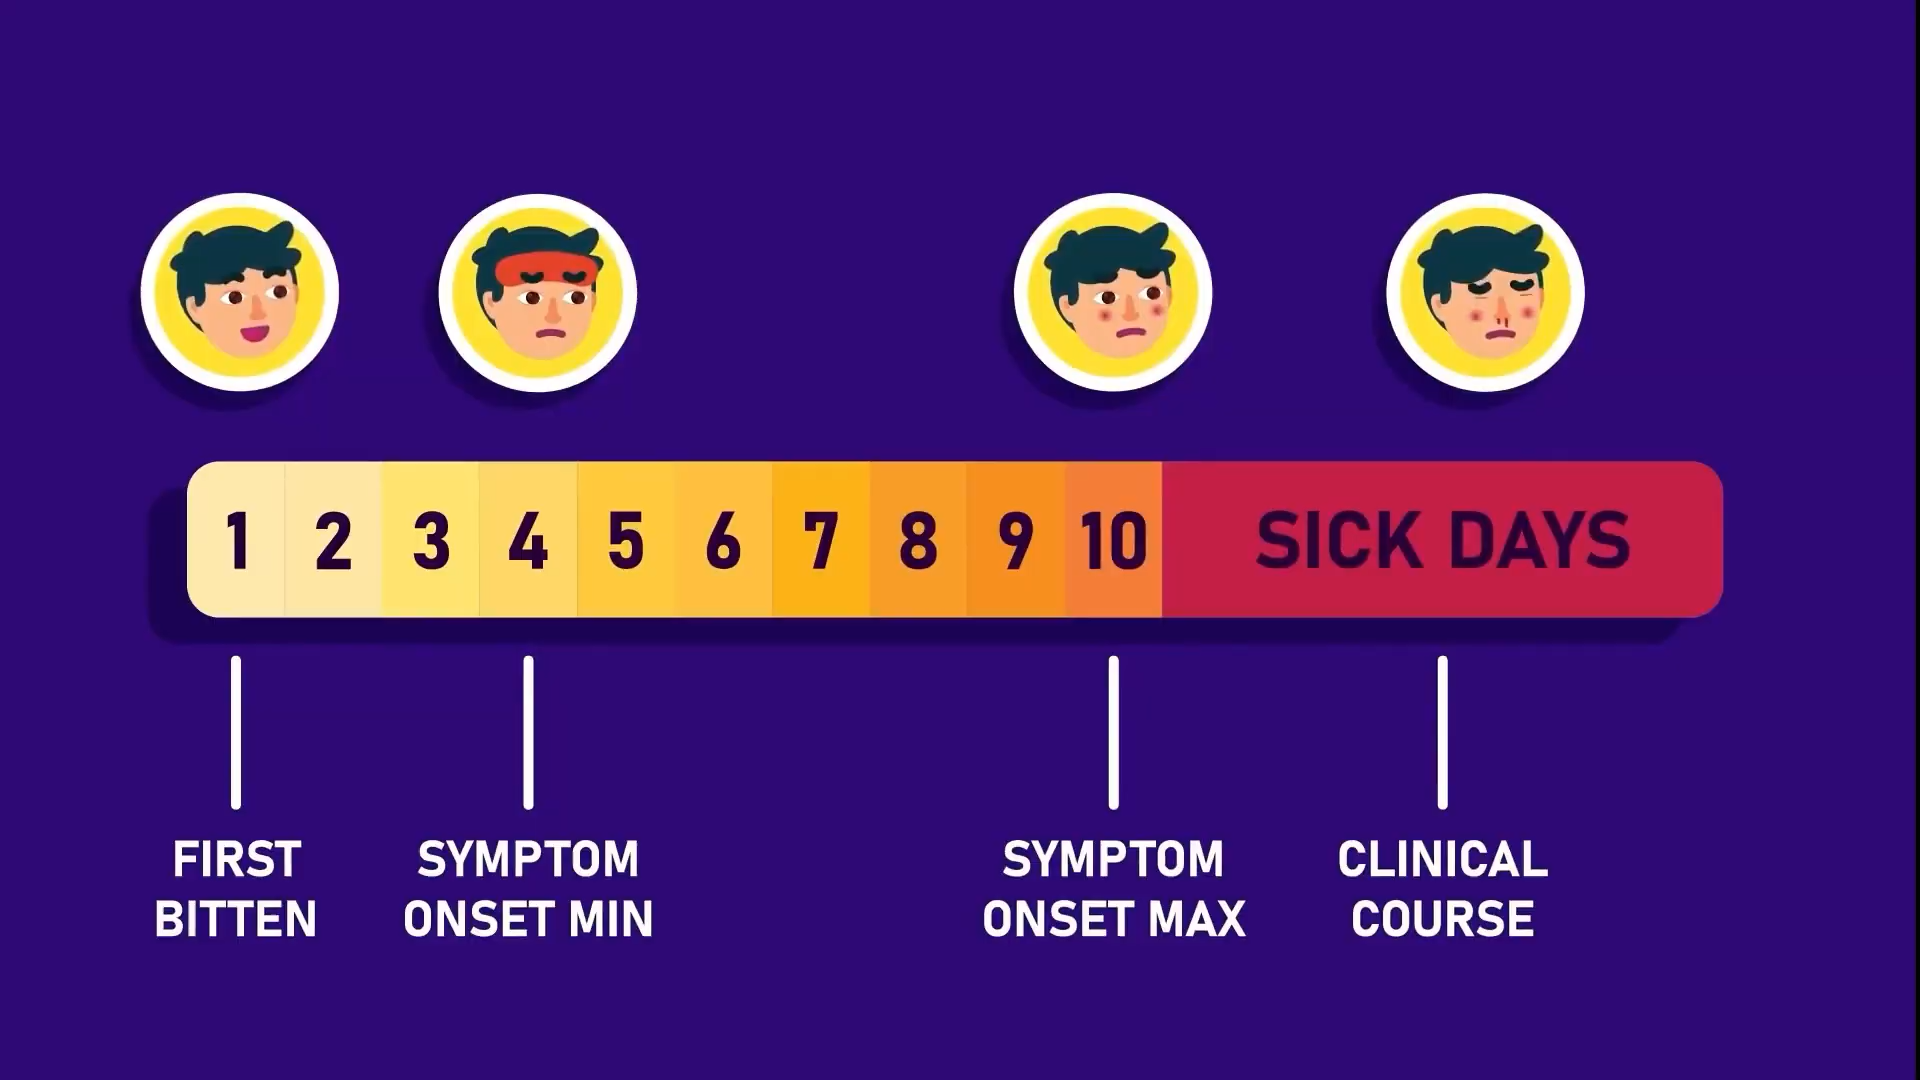 1 2 3 4 5 6 7 8 9 10 SICK DAYS
FIRST
BITTEN
SYMPTOM
ONSET MIN
SYMPTOM
ONSET MAX
CLINICAL
COURSE